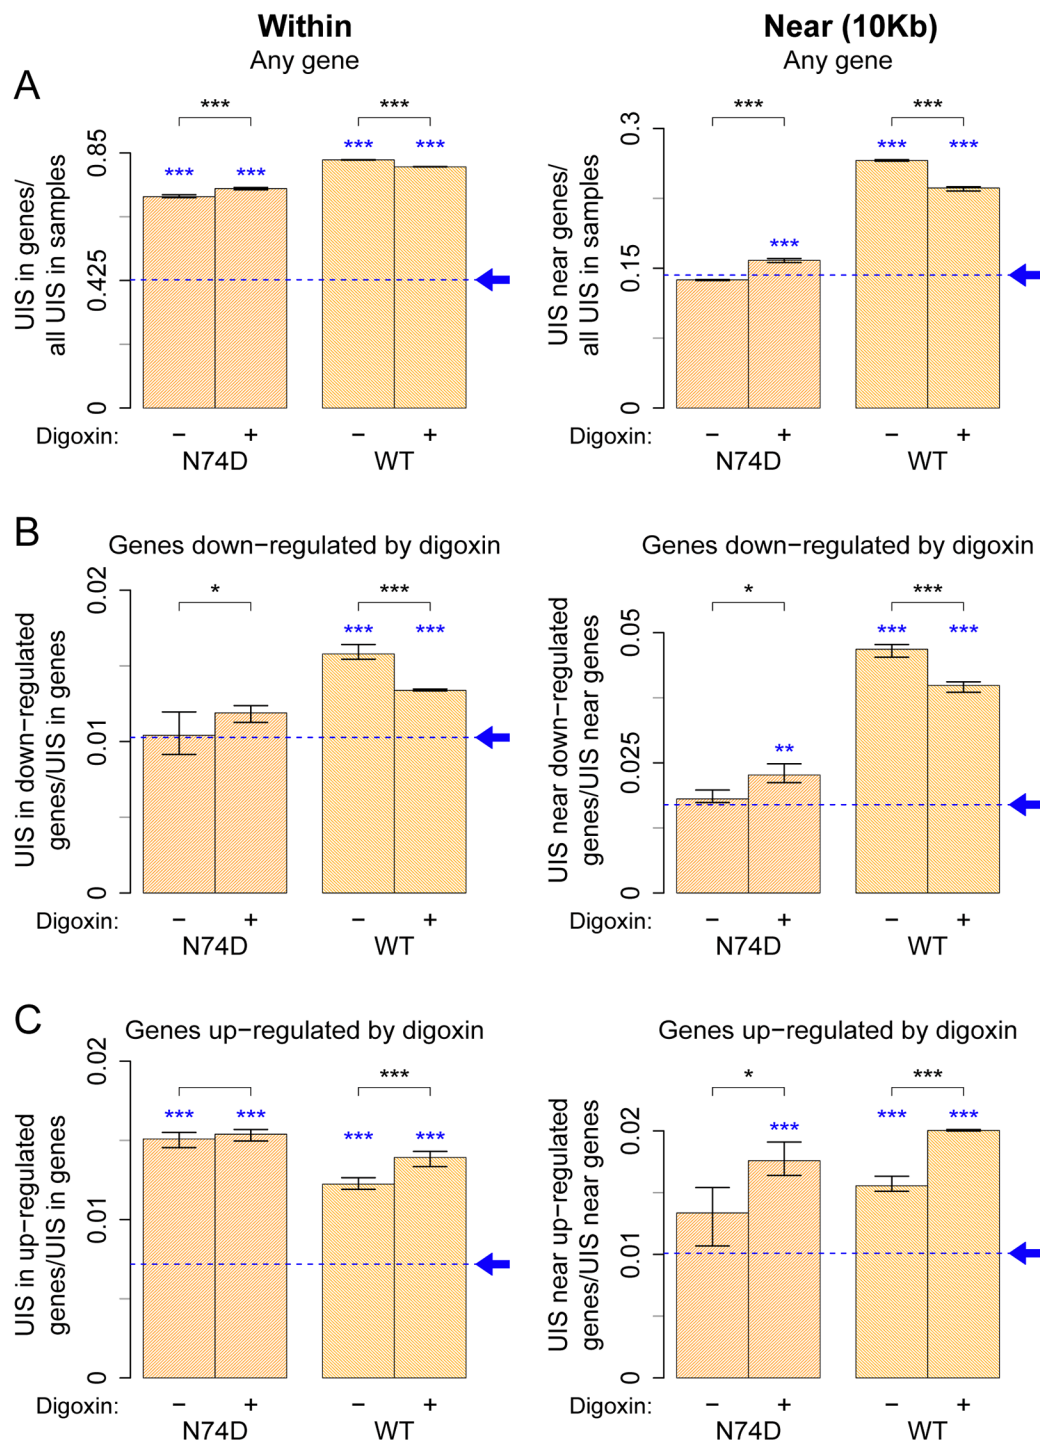 Within
Near (10Kb)
Any gene
Any gene
A
UIS in genes/
all UIS in samples
0
0.425
0.85
***
***
***
***
***
***
Digoxin:
−
+
−
+
N74D
WT
UIS near genes/
all UIS in samples
0
0.15
0.3
***
***
***
***
***
Digoxin:
−
+
−
+
N74D
WT
B
Genes down−regulated by digoxin
UIS in down−regulated
genes/UIS in genes
0
0.01
0.02
*
***
***
***
Digoxin:
−
+
−
+
N74D
WT
Genes down−regulated by digoxin
UIS near down−regulated
genes/UIS near genes
0
0.025
0.05
*
***
**
***
***
Digoxin:
−
+
−
+
N74D
WT
C
Genes up−regulated by digoxin
UIS in up−regulated
genes/UIS in genes
0
0.01
0.02
***
***
***
***
***
Digoxin:
−
+
−
+
N74D
WT
Genes up−regulated by digoxin
UIS near up−regulated
genes/UIS near genes
0
0.01
0.02
*
***
***
***
***
Digoxin:
−
+
−
+
N74D
WT